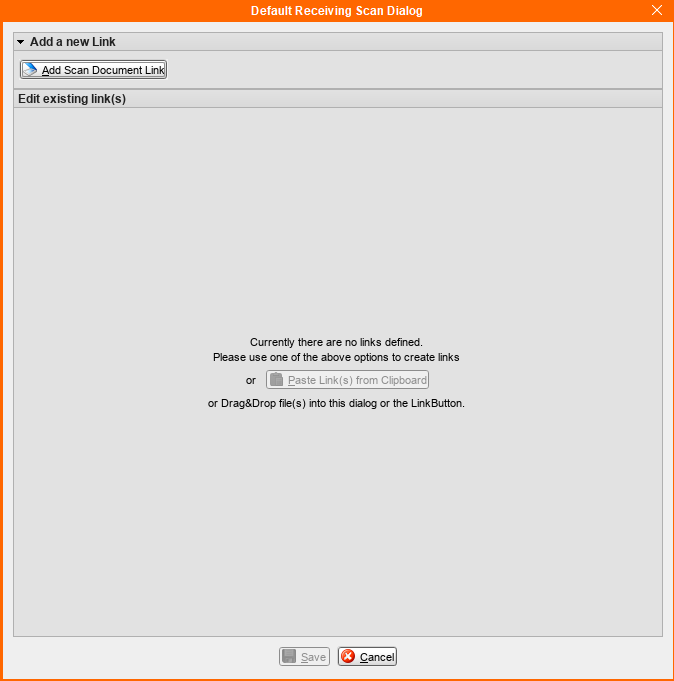 Default Receiving Scan Dialog
Add a new Link
Add Scan Document Link
Edit existing link(s)
Currently there are no links defined.
Please use one of the above options to create links
or Paste Link(s) from Clipboard
or Drag&Drop file(s) into this dialog or the LinkButton.
Save Cancel